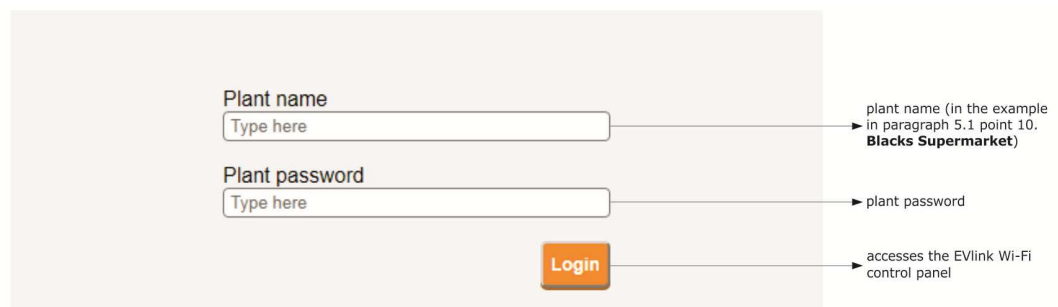 Plant name
Type here
plant name (in the example
in paragraph 5.1 point 10.
Blacks Supermarket)
Plant password
Type here
plant password
Login
accesses the EVlink Wi-Fi
control panel